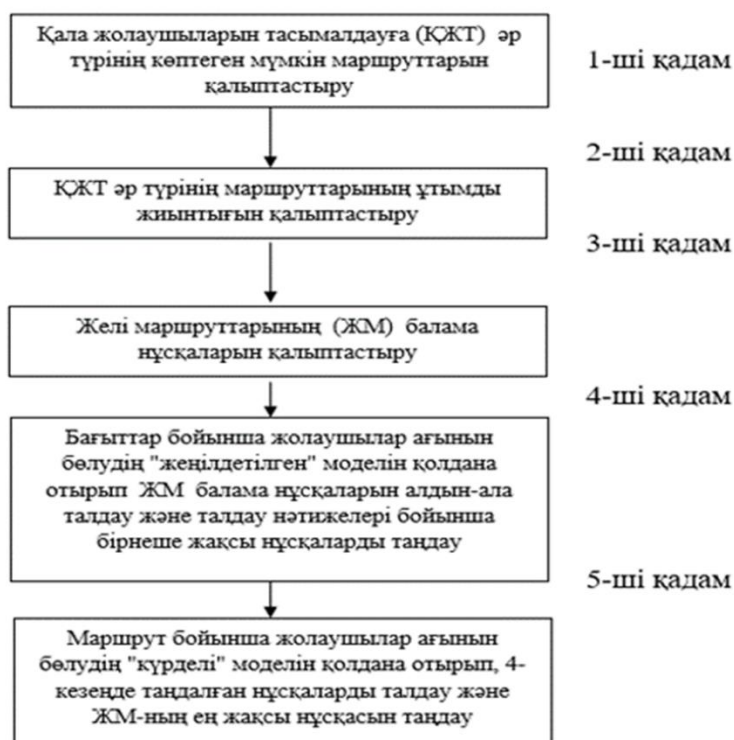 Қала жолаушыларын тасымалдауға (ҚЖТ) әр
түрінің көптеген мүмкін маршруттарын
қалыптастыру
1-ші қадам
2-ші қадам
ҚЖТ әр түрінің маршруттарының ұтымды
жиынтығын қалыптастыру
3-ші қадам
Желі маршруттарының (ЖМ) балама
нұсқаларын қалыптастыру
4-ші қадам
Бағыттар бойынша жолаушылар ағынын
бөлудің "жеңілдетілген" моделін қолдана
отырып ЖМ балама нұсқаларын алдын-ала
талдау және талдау нәтижелері бойынша
бірнеше жақсы нұсқаларды таңдау
5-ші қадам
Маршрут бойынша жолаушылар ағынын
бөлудің "күрделі" моделін қолдана отырып, 4-
кезеңде таңдалған нұсқаларды талдау және
ЖМ-ның ең жақсы нұсқасын таңдау